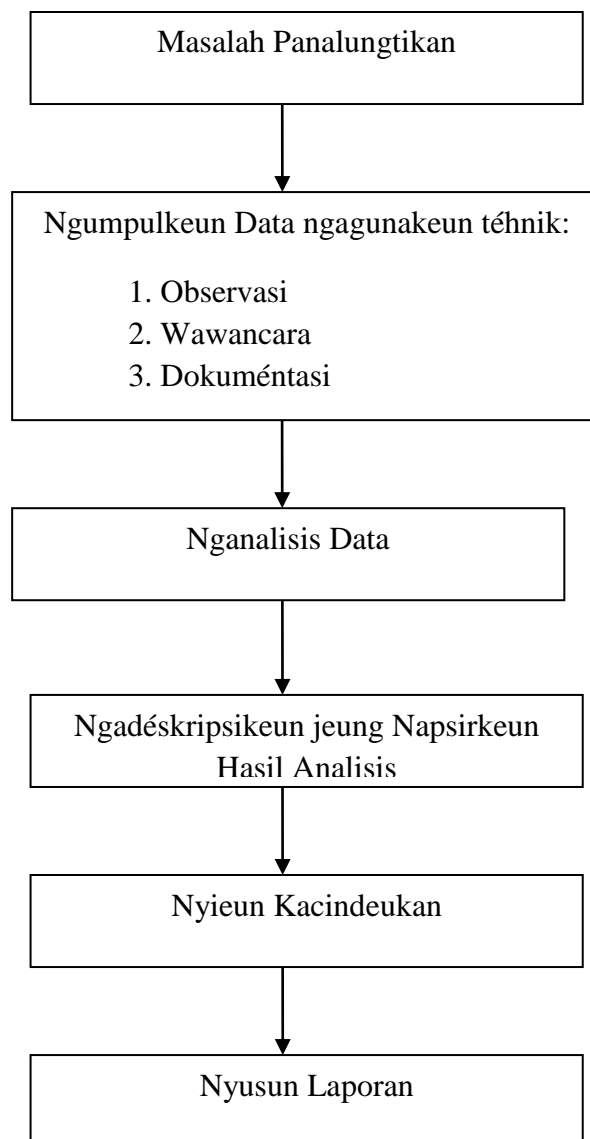 Masalah Panalungtikan
Ngumpulkeun Data ngagunakeun téhnik:
1. Observasi
2. Wawancara
3. Dokuméntasi
Nganalisis Data
Ngadéskripsikeun jeung Napsirkeun
Hasil Analisis
Nyieun Kacindeukan
Nyusun Laporan